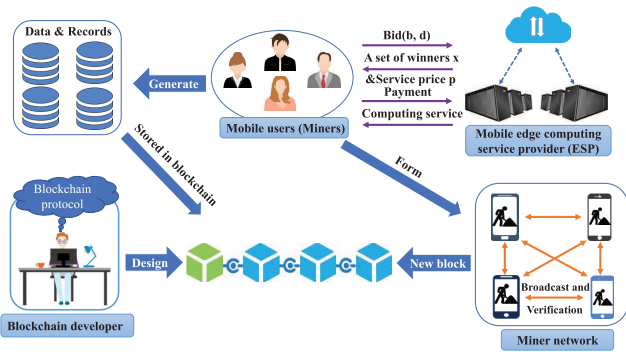 Data & Records
Generate
Mobile users (Miners)
Bid(b, d)
A set of winners x
&Service price p
Payment
Computing service
Mobile edge computing
service provider (ESP)
Stored in blockchain
Form
Blockchain
protocol
Blockchain developer
Design
New block
Broadcast and
Verification
Miner network